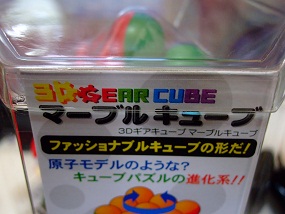 3D GEAR CUBE
マーブル キューブ
3Dギアキューブ マーブルキューブ
ファッショナブルキューブの形だ!
原子モデルのような?
キューブパズルの進化系!!